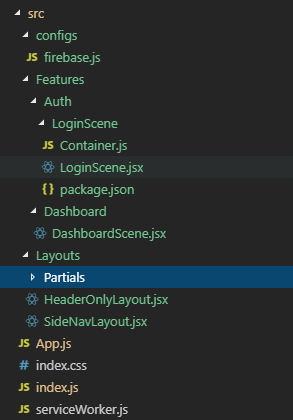 src
configs
JS firebase.js
Features
Auth
LoginScene
JS Container.js
LoginScene.jsx
{} package.json
Dashboard
DashboardScene.jsx
Layouts
Partials
HeaderOnlyLayout.jsx
SideNavLayout.jsx
JS App.js
# index.css
JS index.js
JS serviceWorker.js